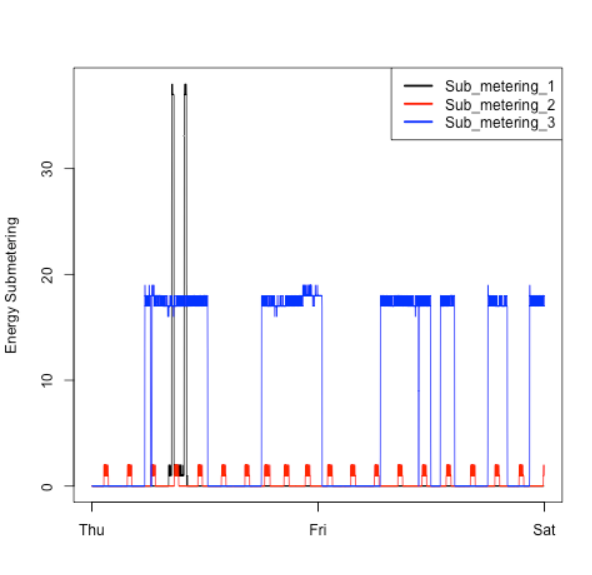 Sub_metering_1
Sub_metering_2
Sub_metering_3
Energy Submetering
30
20
10
0
Thu Fri Sat